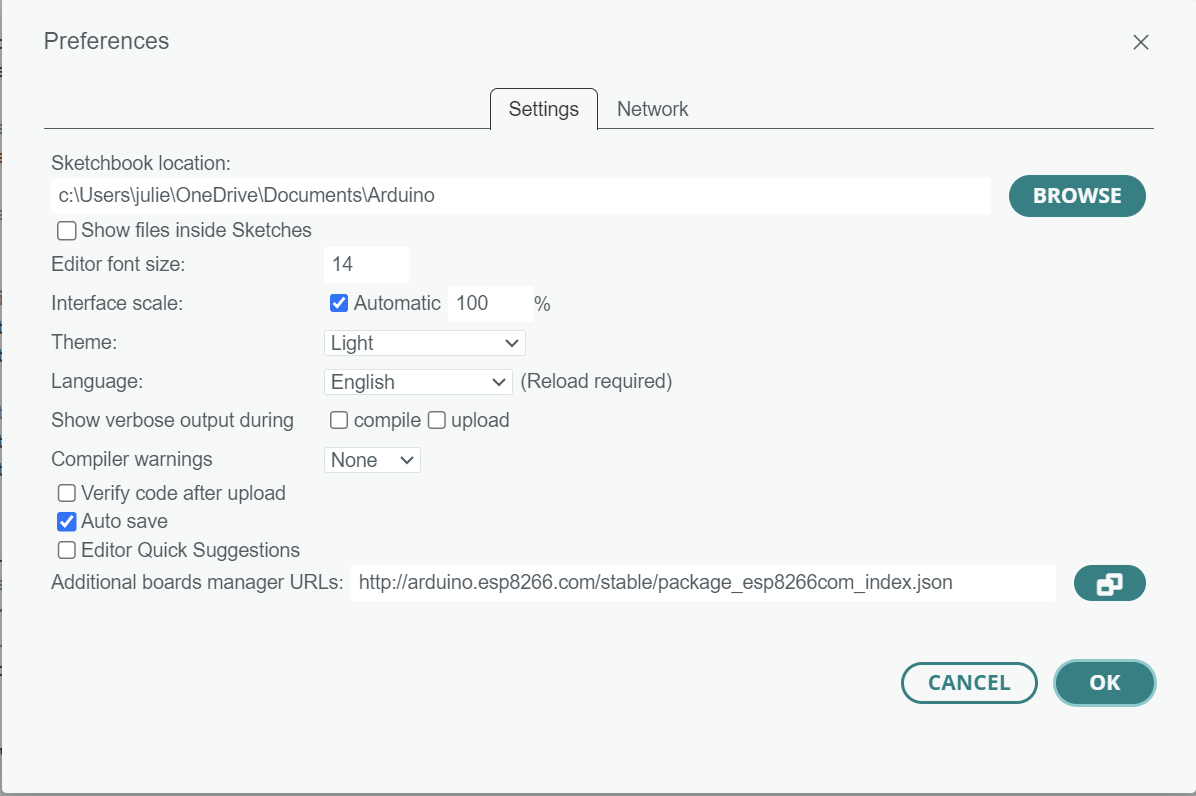 Preferences
Settings Network
Sketchbook location:
c:\Users\julie\OneDrive\Documents\Arduino
BROWSE
Show files inside Sketches
Editor font size: 14
Interface scale: Automatic 100 %
Theme: Light
Language: English (Reload required)
Show verbose output during compile upload
Compiler warnings None
Verify code after upload
Auto save
Editor Quick Suggestions
Additional boards manager URLs: http://arduino.esp8266.com/stable/package_esp8266com_index.json
CANCEL OK